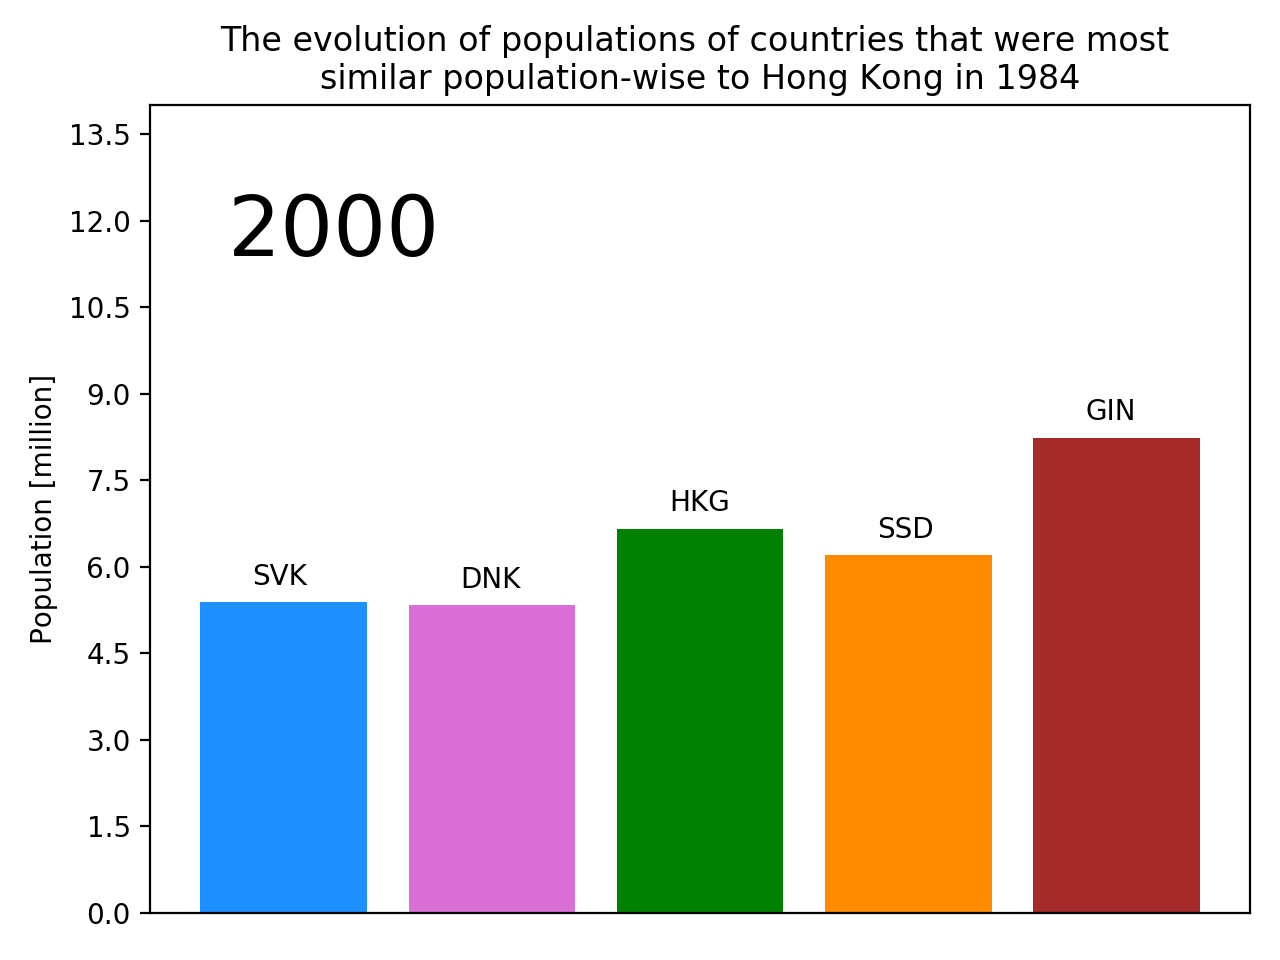 The evolution of populations of countries that were most
similar population-wise to Hong Kong in 1984
13.5
12.0
10.5
9.0
7.5
6.0
4.5
3.0
1.5
0.0
Population [million]
2000
SVK
DNK
HKG
SSD
GIN